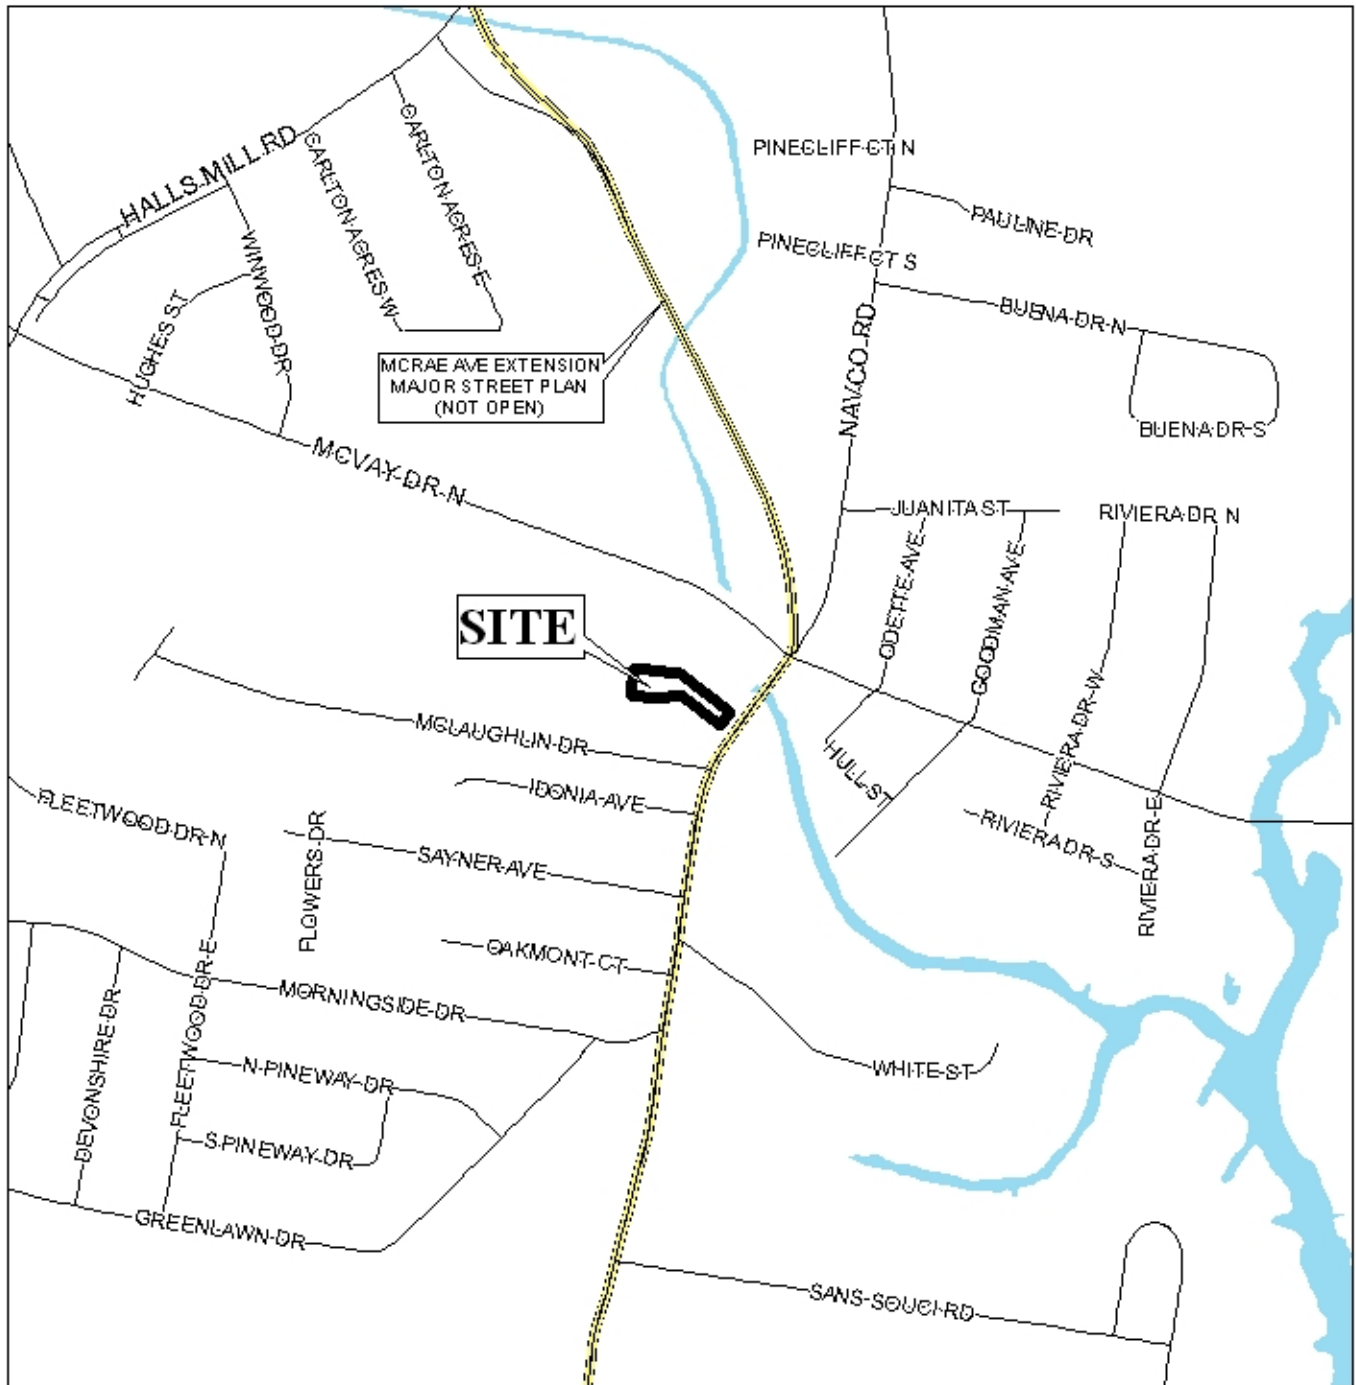 HALLS MILL RD
CARLTON ACRES E
CARLTON ACRES W
PINECLIFF CT N
PAULINE DR
PINECLIFF CT S
WINWOOD DR
HUGHES ST
BUENA DR N
NAVCO RD
MCRAE AVE EXTENSION
MAJOR STREET PLAN
(NOT OPEN)
BUENA DR S
MCVAY DR N
JUANITA ST
RIVIERA DR N
ODETTE AVE
GOODMAN AVE
SITE
RIVIERA DR W
MCLAUGHLIN DR
HULL ST
IDONIA AVE
FLEETWOOD DR N
FLOWERS DR
SAYNER AVE
RIVIERA DR S
RIVIERA DR E
OAKMONT CT
MORNINGSIDE DR
FLEETWOOD DR E
DEVONSHIRE DR
N PINEWAY DR
WHITE ST
S PINEWAY DR
GREENLAWN DR
SANS SOUCI RD